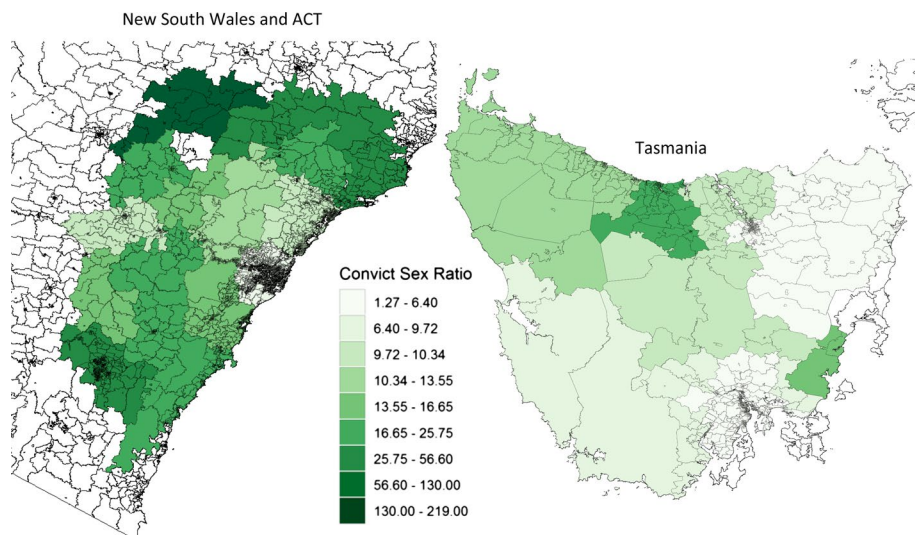 New South Wales and ACT
Tasmania
Convict Sex Ratio
1.27 - 6.40
6.40 - 9.72
9.72 - 10.34
10.34 - 13.55
13.55 - 16.65
16.65 - 25.75
25.75 - 56.60
56.60 - 130.00
130.00 - 219.00